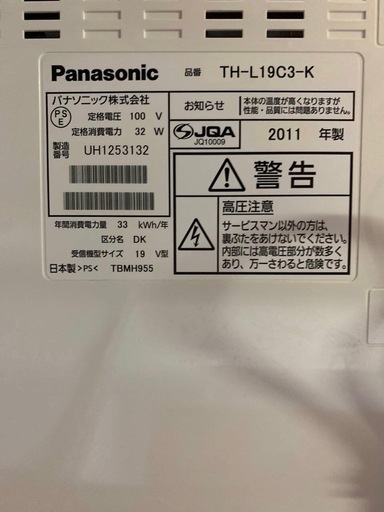 Panasonic 品番 TH-L19C3-K
パナソニック株式会社
PSE 定格電圧 100 V
定格消費電力 32 W
製造番号 UH1253132
お知らせ
本体の温度が高くなりますが
性能・品質には問題ありません。
JQA
JQ10009
2011 年製
年間消費電力量 33 kWh/年
区分名 DK
受信機型サイズ 19 V型
日本製 >PS< TBMH955
警告
高圧注意
サービスマン以外の方は、
裏ぶたをあけないでください。
内部には高電圧部分が数多く
あり、万一さわると危険です。